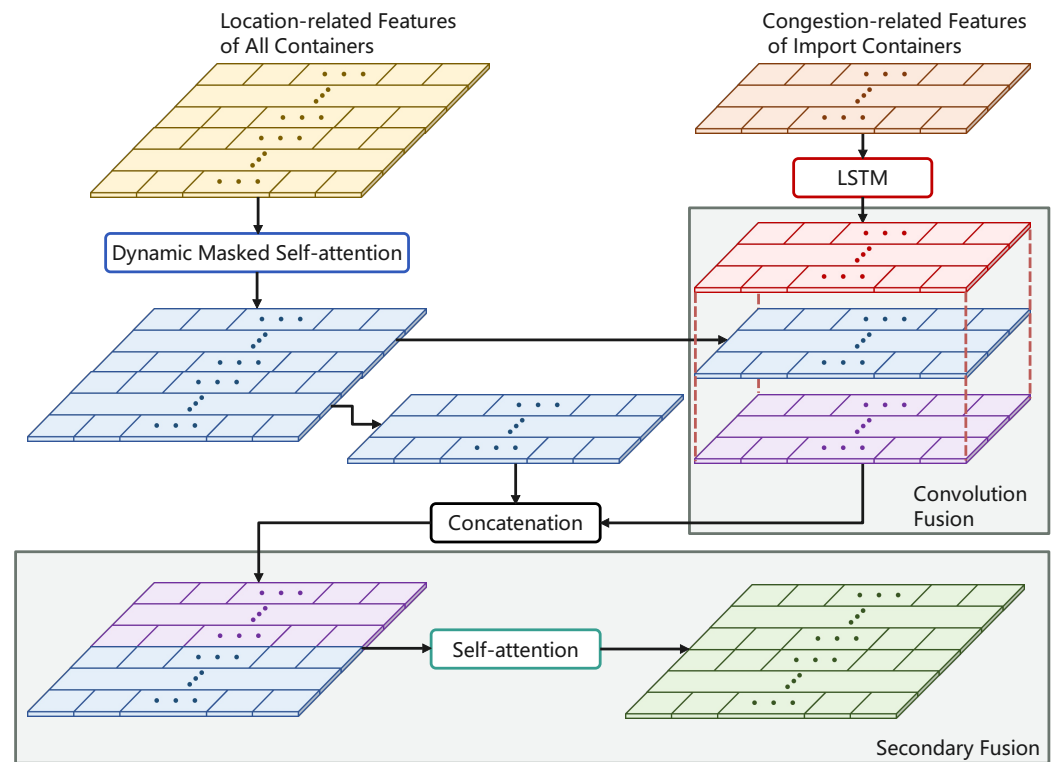 Location-related Features
of All Containers
Congestion-related Features
of Import Containers
LSTM
Dynamic Masked Self-attention
Convolution
Fusion
Concatenation
Self-attention
Secondary Fusion